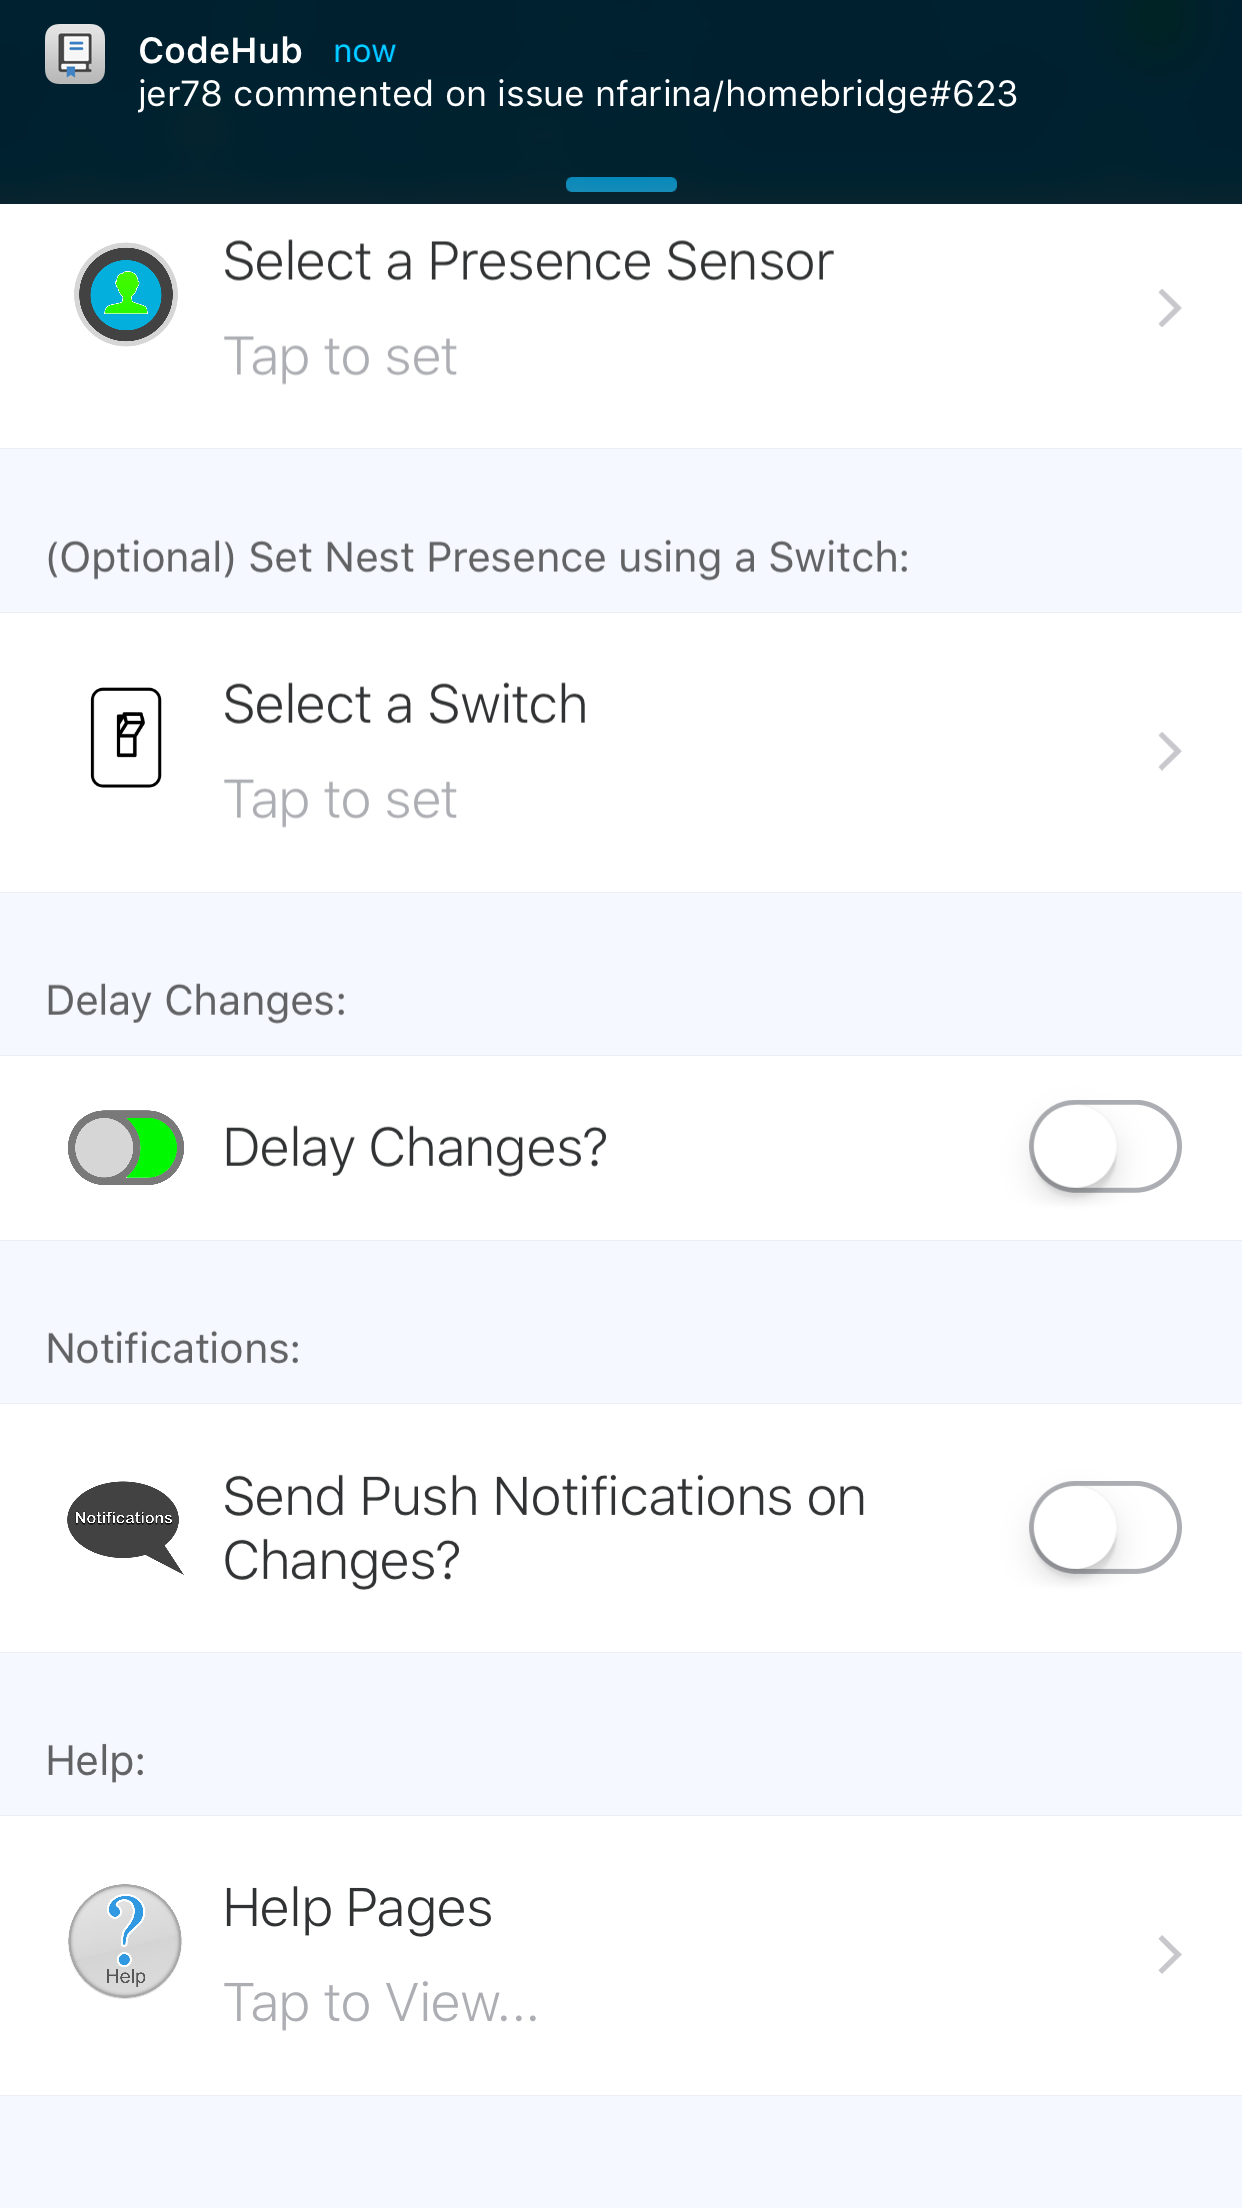 CodeHub now
jer78 commented on issue nfarina/homebridge#623
Select a Presence Sensor
Tap to set
(Optional) Set Nest Presence using a Switch:
Select a Switch
Tap to set
Delay Changes:
Delay Changes?
Notifications:
Notifications
Send Push Notifications on
Changes?
Help:
Help
Help Pages
Tap to View...